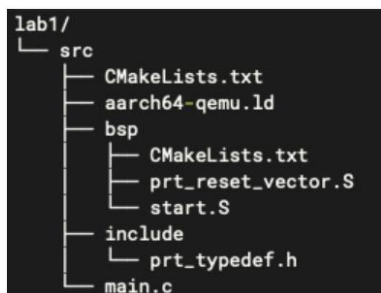 lab1/
└── src
    ├── CMakeLists.txt
    ├── aarch64-qemu.ld
    ├── bsp
    │   ├── CMakeLists.txt
    │   ├── prt_reset_vector.S
    │   └── start.S
    ├── include
    │   └── prt_typedef.h
    └── main.c